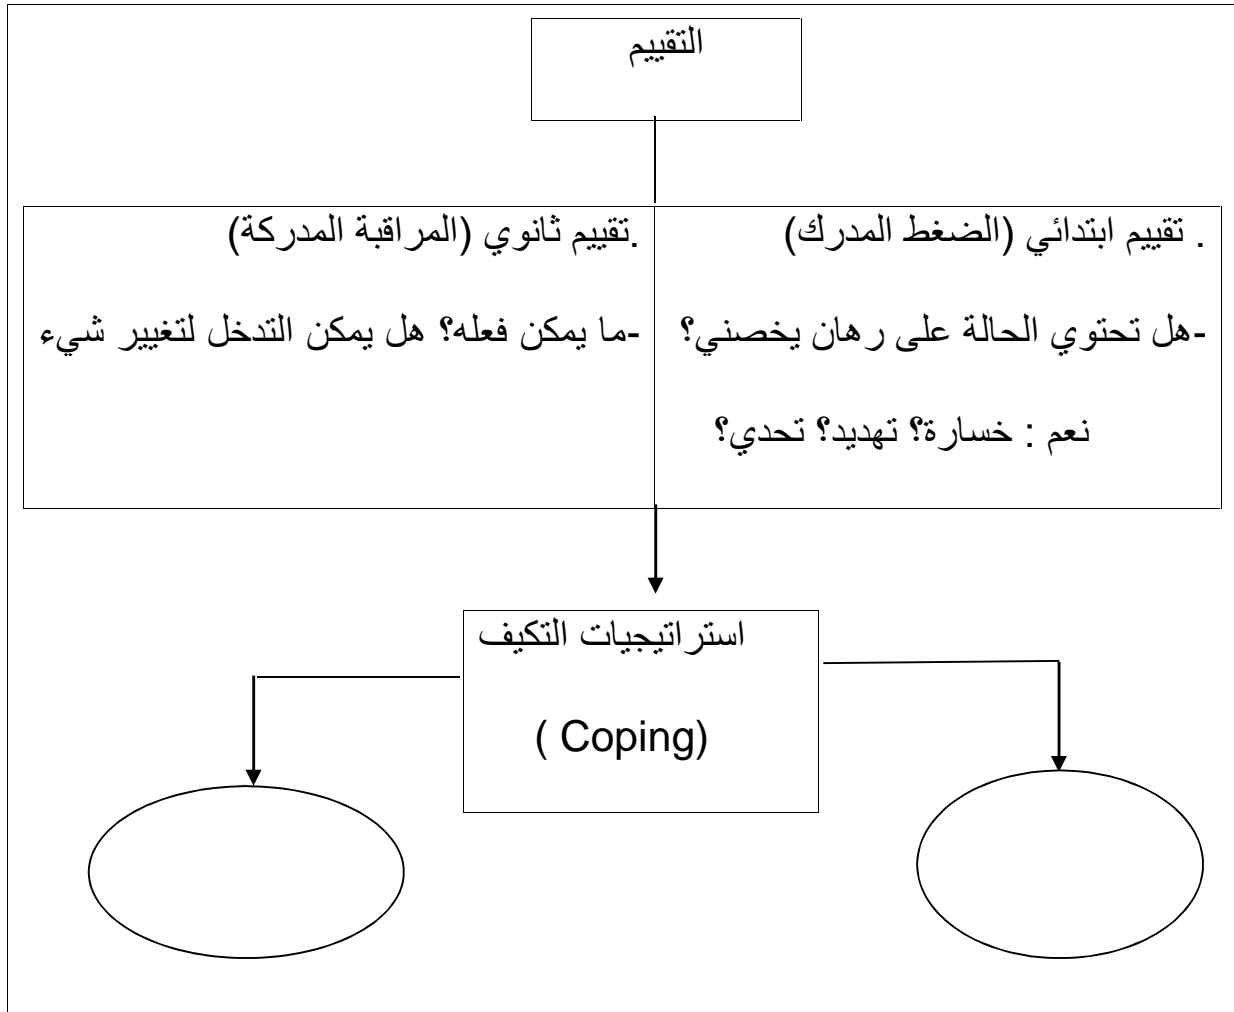 التقييم
. تقييم ابتدائي (الضغط المدرك)
-هل تحتوي الحالة على رهان يخصني؟
نعم : خسارة؟ تهديد؟ تحدي؟
.تقييم ثانوي (المراقبة المدركة)
-ما يمكن فعله؟ هل يمكن التدخل لتغيير شيء
استراتيجيات التكيف
( Coping)